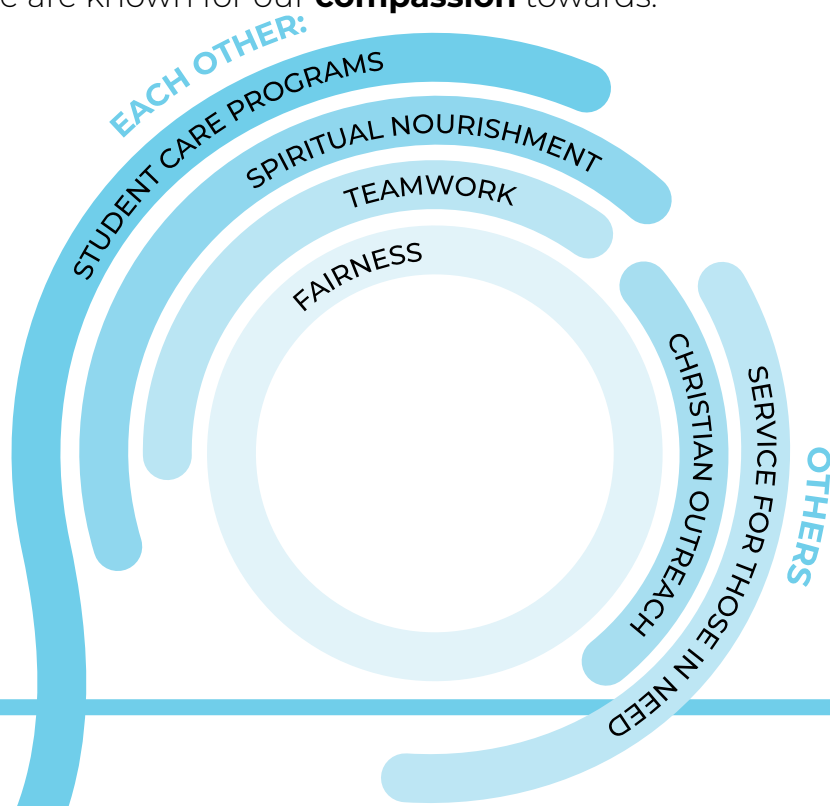 e are known for our compassion towards:
EACH OTHER:
STUDENT CARE PROGRAMS
SPIRITUAL NOURISHMENT
TEAMWORK
FAIRNESS
CHRISTIAN OUTREACH
SERVICE FOR THOSE IN NEED
OTHERS